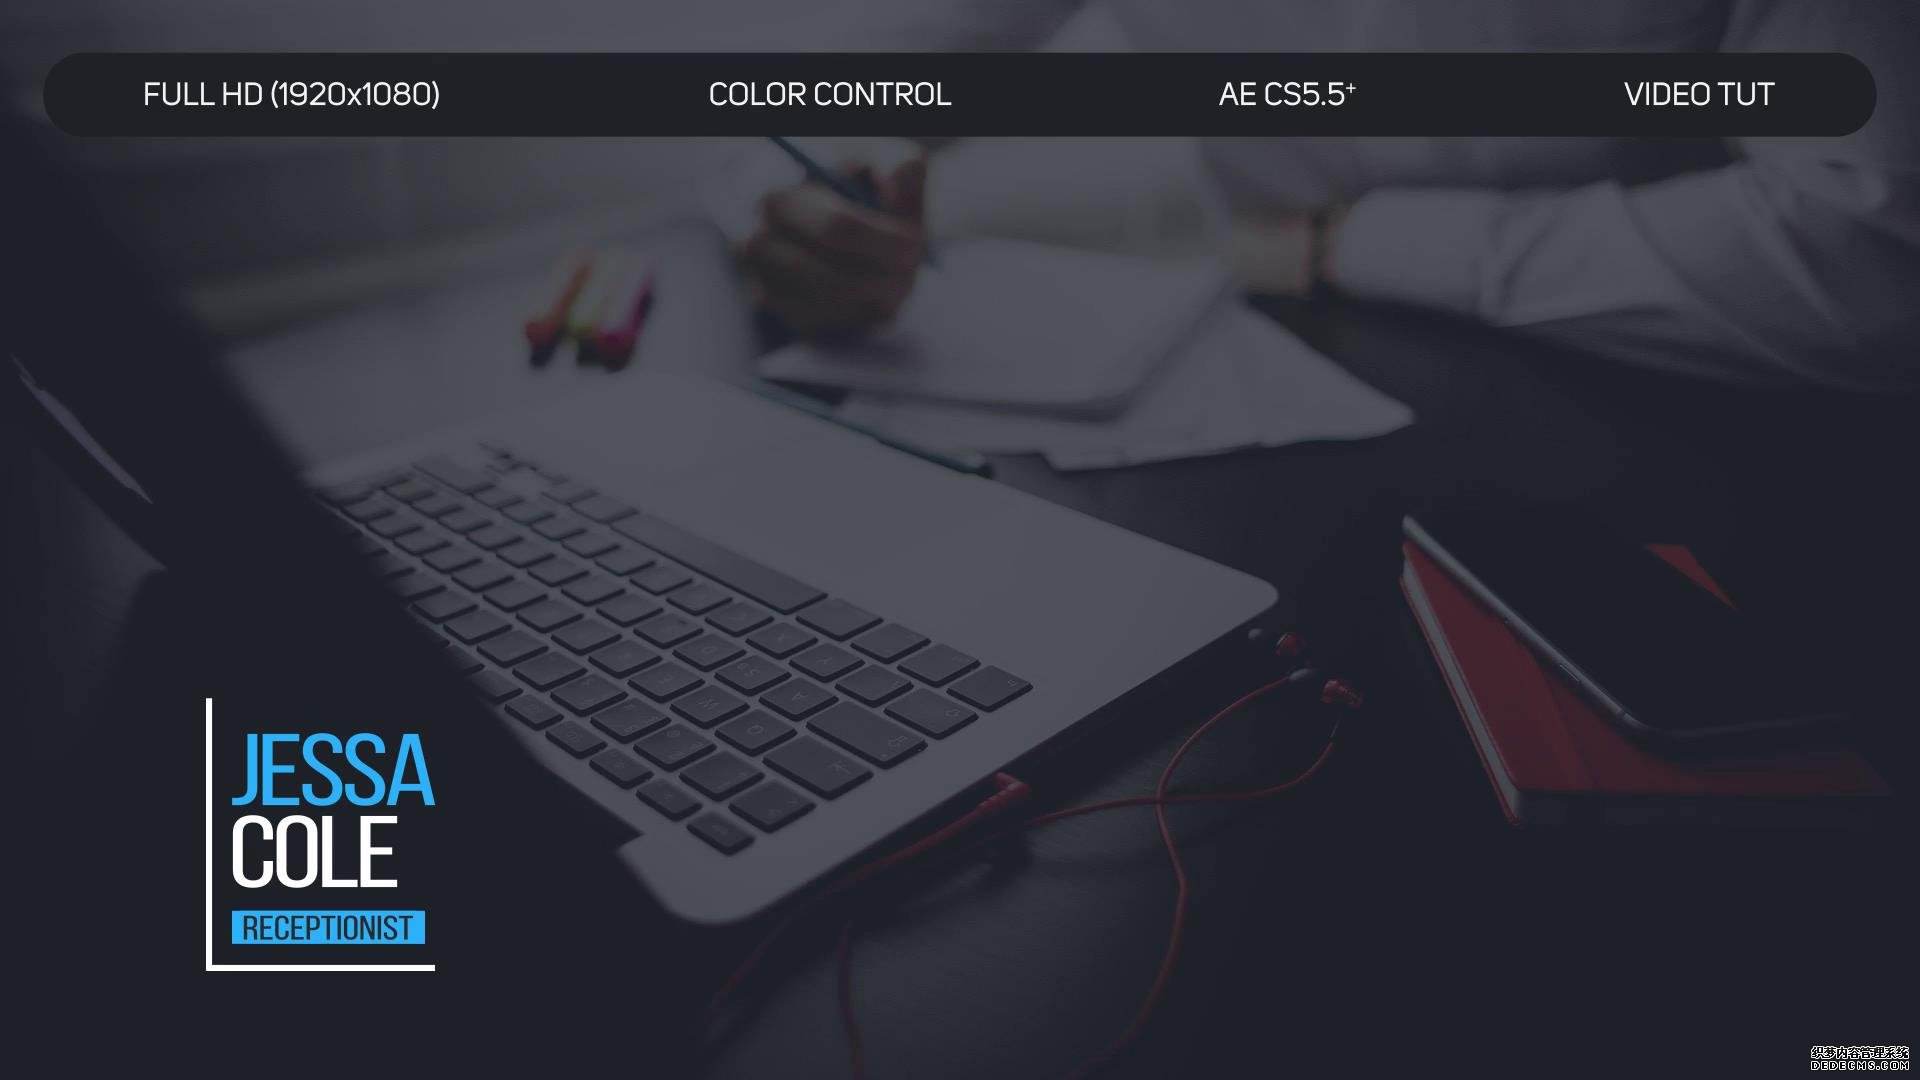 FULL HD (1920x1080) COLOR CONTROL AE CS5.5+ VIDEO TUT
JESSA
COLE
RECEPTIONIST
织梦内容管理系统
DEDECMS.COM